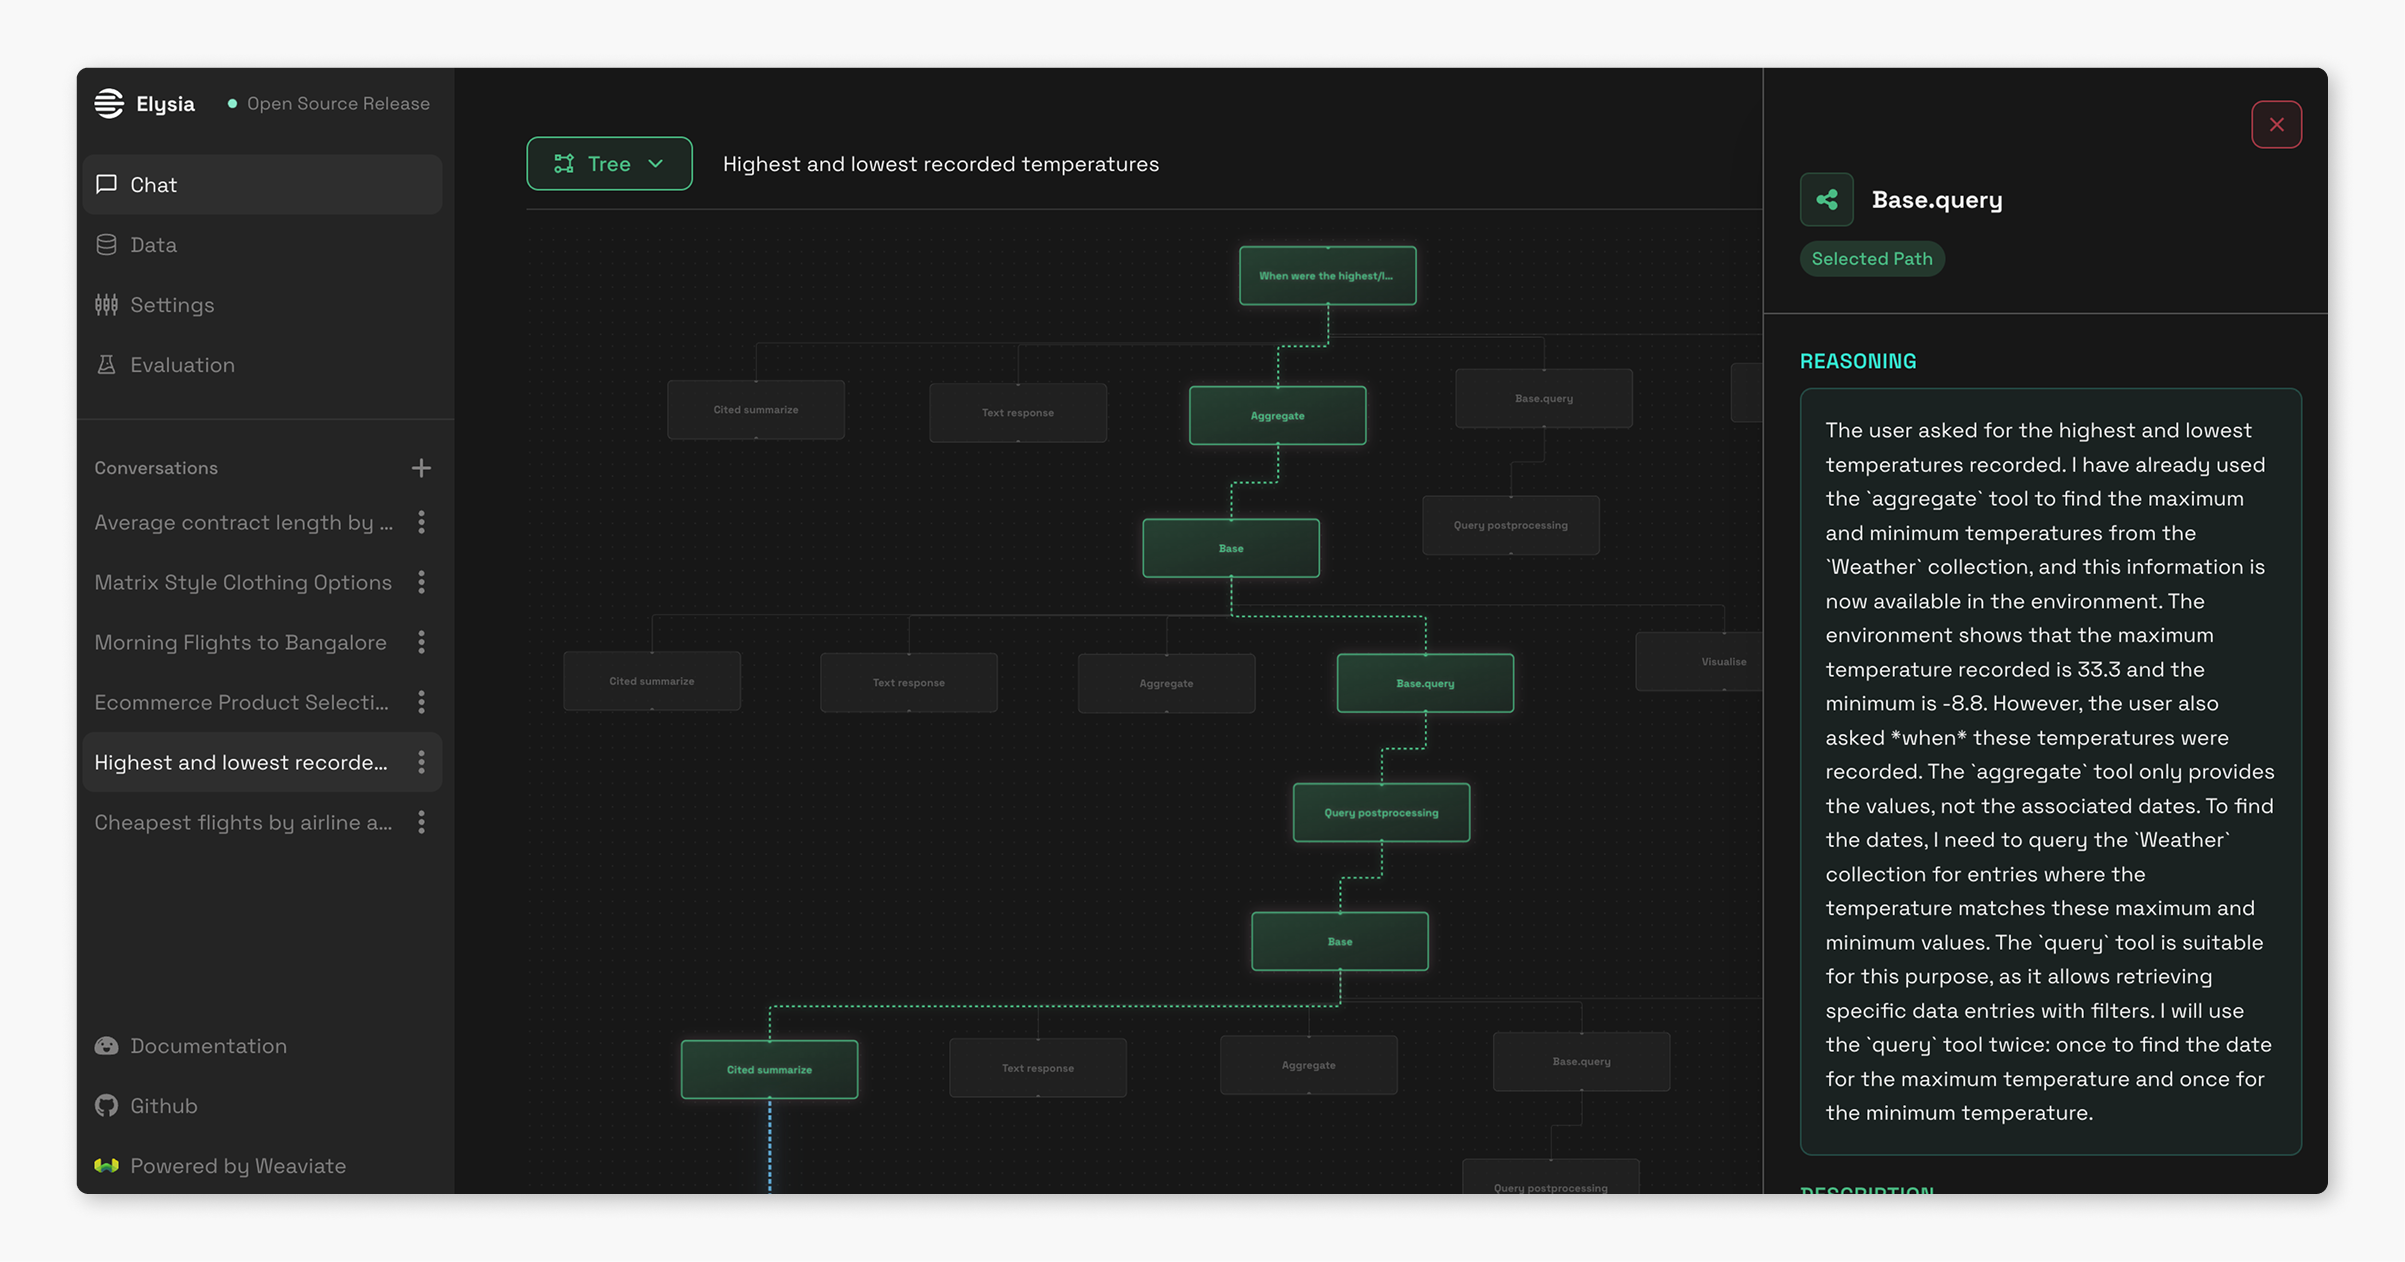 Elysia
Open Source Release
Chat
Data
Settings
Evaluation
Conversations
Average contract length by ...
Matrix Style Clothing Options
Morning Flights to Bangalore
Ecommerce Product Selecti...
Highest and lowest recorde...
Cheapest flights by airline a...
Documentation
Github
Powered by Weaviate
Tree
Highest and lowest recorded temperatures
When were the highest/l...
Cited summarize
Text response
Aggregate
Base.query
Query postprocessing
Base
Cited summarize
Text response
Aggregate
Base.query
Visualise
Query postprocessing
Base
Cited summarize
Text response
Aggregate
Base.query
Query postprocessing
Base.query
Selected Path
REASONING
The user asked for the highest and lowest
temperatures recorded. I have already used
the `aggregate` tool to find the maximum
and minimum temperatures from the
`Weather` collection, and this information is
now available in the environment. The
environment shows that the maximum
temperature recorded is 33.3 and the
minimum is -8.8. However, the user also
asked *when* these temperatures were
recorded. The `aggregate` tool only provides
the values, not the associated dates. To find
the dates, I need to query the `Weather`
collection for entries where the
temperature matches these maximum and
minimum values. The `query` tool is suitable
for this purpose, as it allows retrieving
specific data entries with filters. I will use
the `query` tool twice: once to find the date
for the maximum temperature and once for
the minimum temperature.
DESCRIPTION